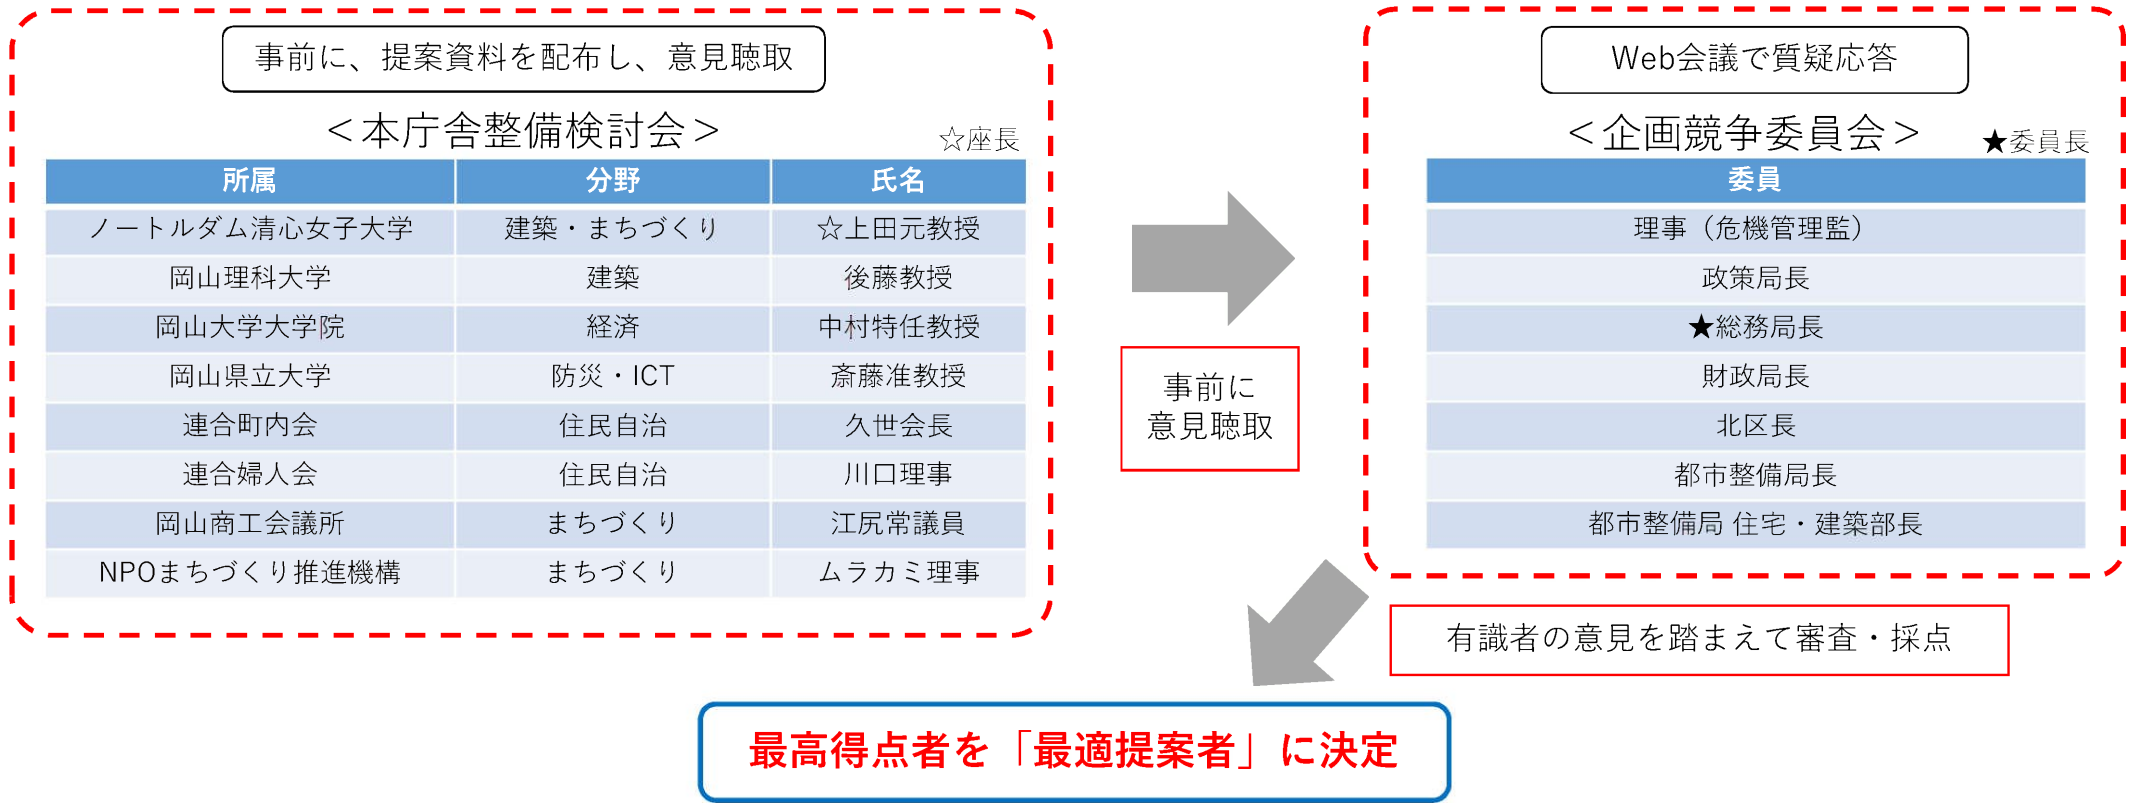 事前に、提案資料を配布し、意見聴取
＜本庁舎整備検討会＞
☆座長
所属 分野 氏名
ノートルダム清心女子大学 建築・まちづくり ☆上田元教授
岡山理科大学 建築 後藤教授
岡山大学大学院 経済 中村特任教授
岡山県立大学 防災・ICT 斎藤准教授
連合町内会 住民自治 久世会長
連合婦人会 住民自治 川口理事
岡山商工会議所 まちづくり 江尻常議員
NPOまちづくり推進機構 まちづくり ムラカミ理事
事前に
意見聴取
Web会議で質疑応答
＜企画競争委員会＞
★委員長
委員
理事（危機管理監）
政策局長
★総務局長
財政局長
北区長
都市整備局長
都市整備局 住宅・建築部長
有識者の意見を踏まえて審査・採点
最高得点者を「最適提案者」に決定